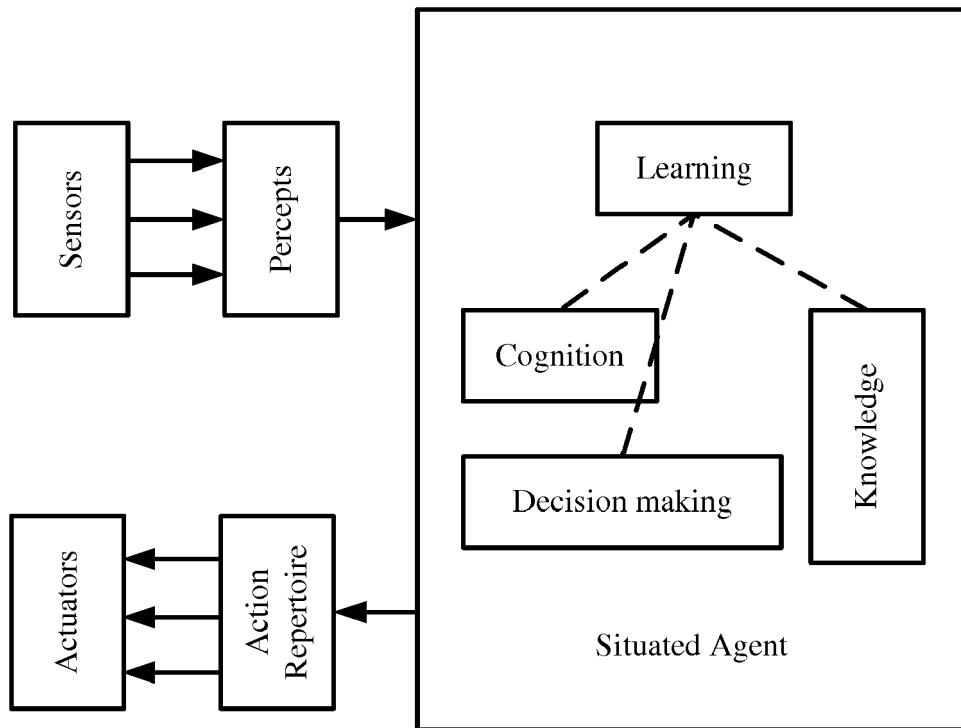 Sensors
Percepts
Learning
Cognition
Knowledge
Decision making
Actuators
Action
Repertoire
Situated Agent